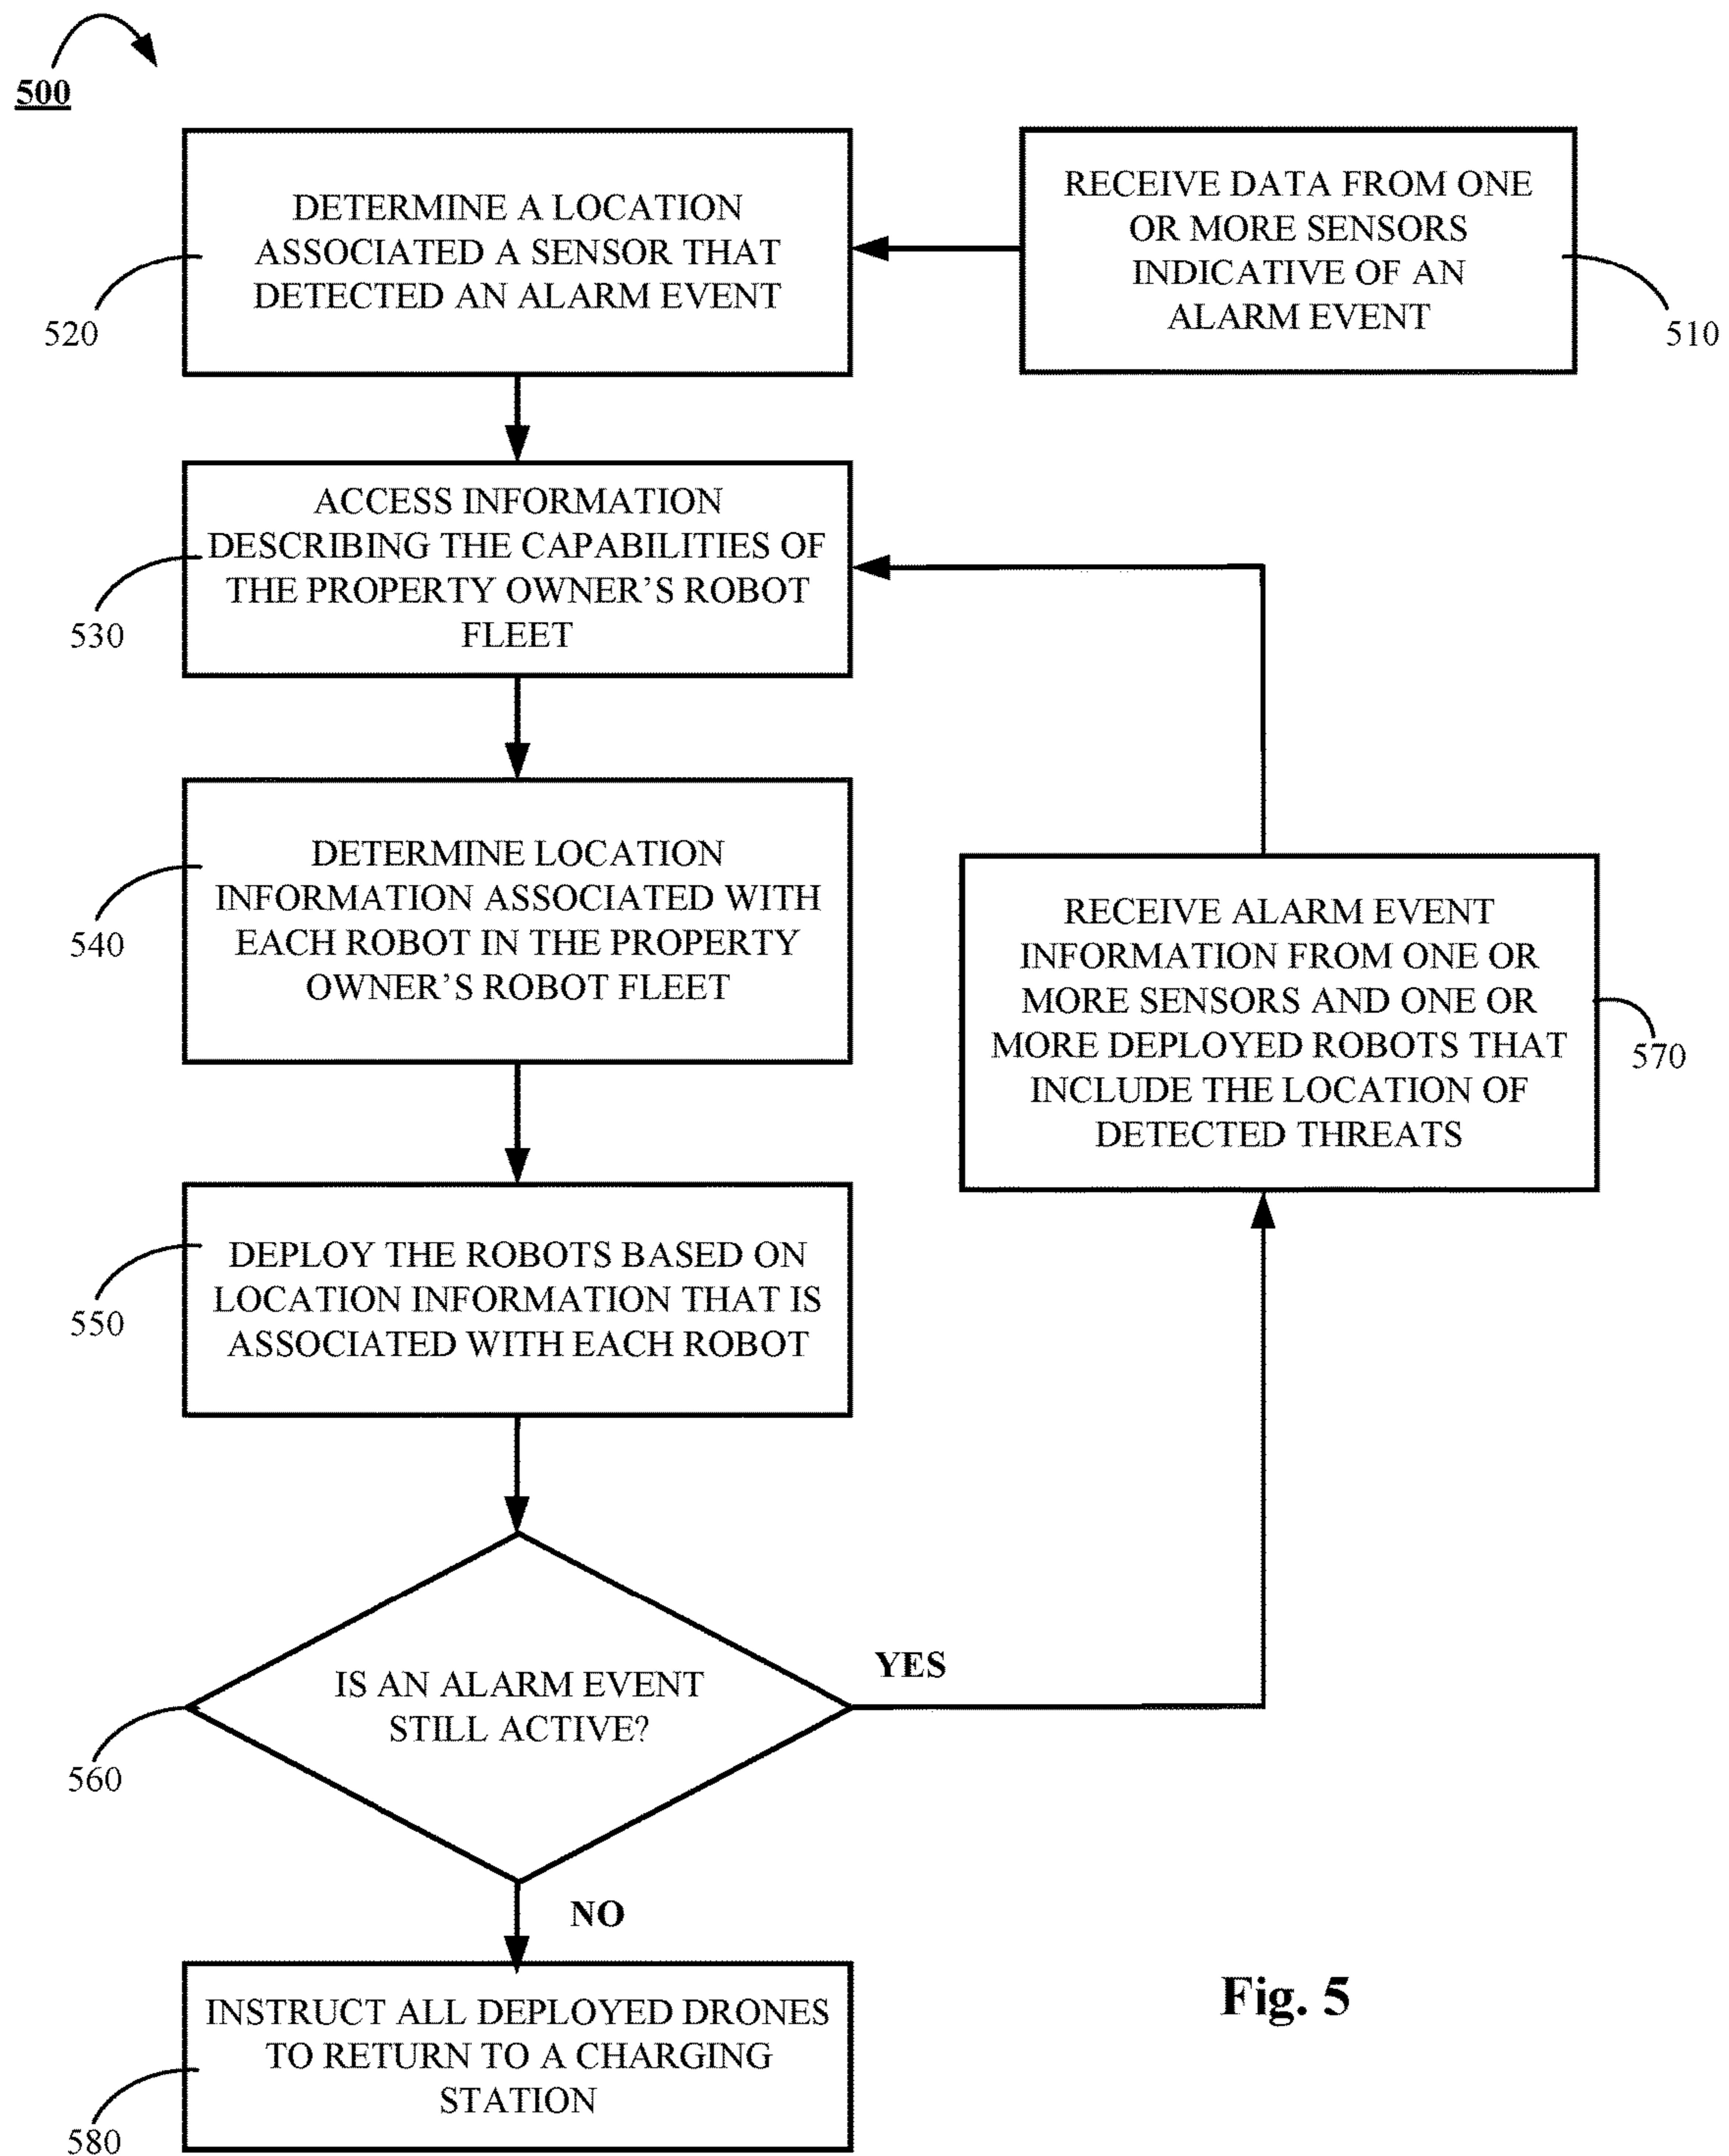 500
RECEIVE DATA FROM ONE
OR MORE SENSORS
INDICATIVE OF AN
ALARM EVENT
510
DETERMINE A LOCATION
ASSOCIATED A SENSOR THAT
DETECTED AN ALARM EVENT
520
ACCESS INFORMATION
DESCRIBING THE CAPABILITIES OF
THE PROPERTY OWNER'S ROBOT
FLEET
530
DETERMINE LOCATION
INFORMATION ASSOCIATED WITH
EACH ROBOT IN THE PROPERTY
OWNER'S ROBOT FLEET
540
DEPLOY THE ROBOTS BASED ON
LOCATION INFORMATION THAT IS
ASSOCIATED WITH EACH ROBOT
550
IS AN ALARM EVENT
STILL ACTIVE?
560
YES
RECEIVE ALARM EVENT
INFORMATION FROM ONE OR
MORE SENSORS AND ONE OR
MORE DEPLOYED ROBOTS THAT
INCLUDE THE LOCATION OF
DETECTED THREATS
570
NO
INSTRUCT ALL DEPLOYED DRONES
TO RETURN TO A CHARGING
STATION
580
Fig. 5